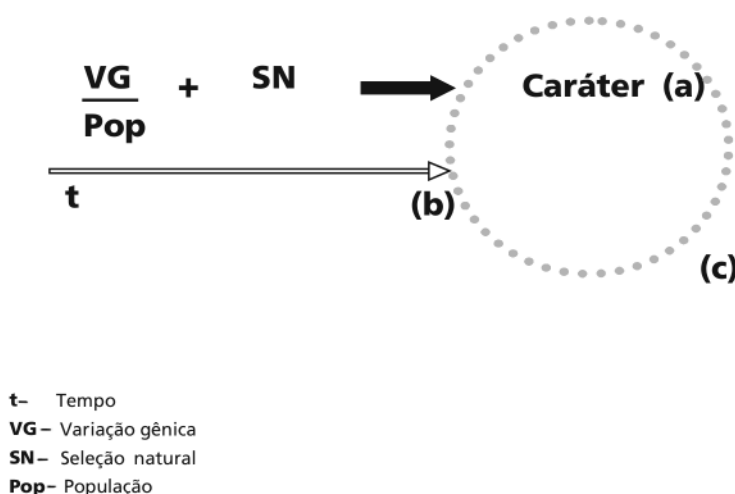 VG + SN Caráter (a)
Pop
t (b)
(c)
t– Tempo
VG – Variação gênica
SN – Seleção natural
Pop– População